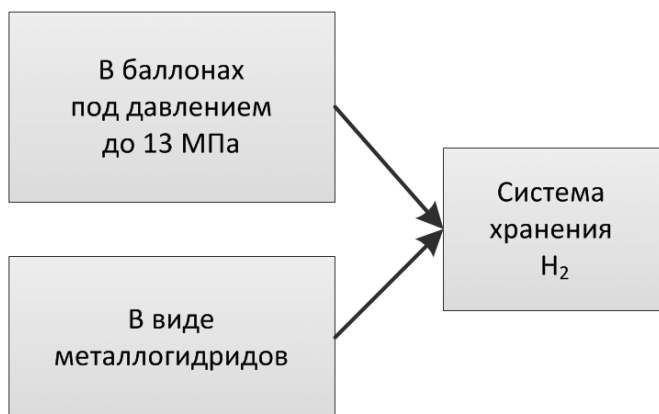 В баллонах
под давлением
до 13 МПа
В виде
металлогидридов
Система
хранения
H₂